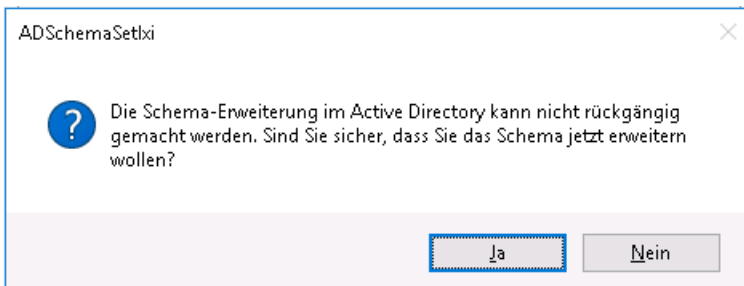 ADSchemaSetIxi
Die Schema-Erweiterung im Active Directory kann nicht rückgängig
gemacht werden. Sind Sie sicher, dass Sie das Schema jetzt erweitern
wollen?
Ja
Nein